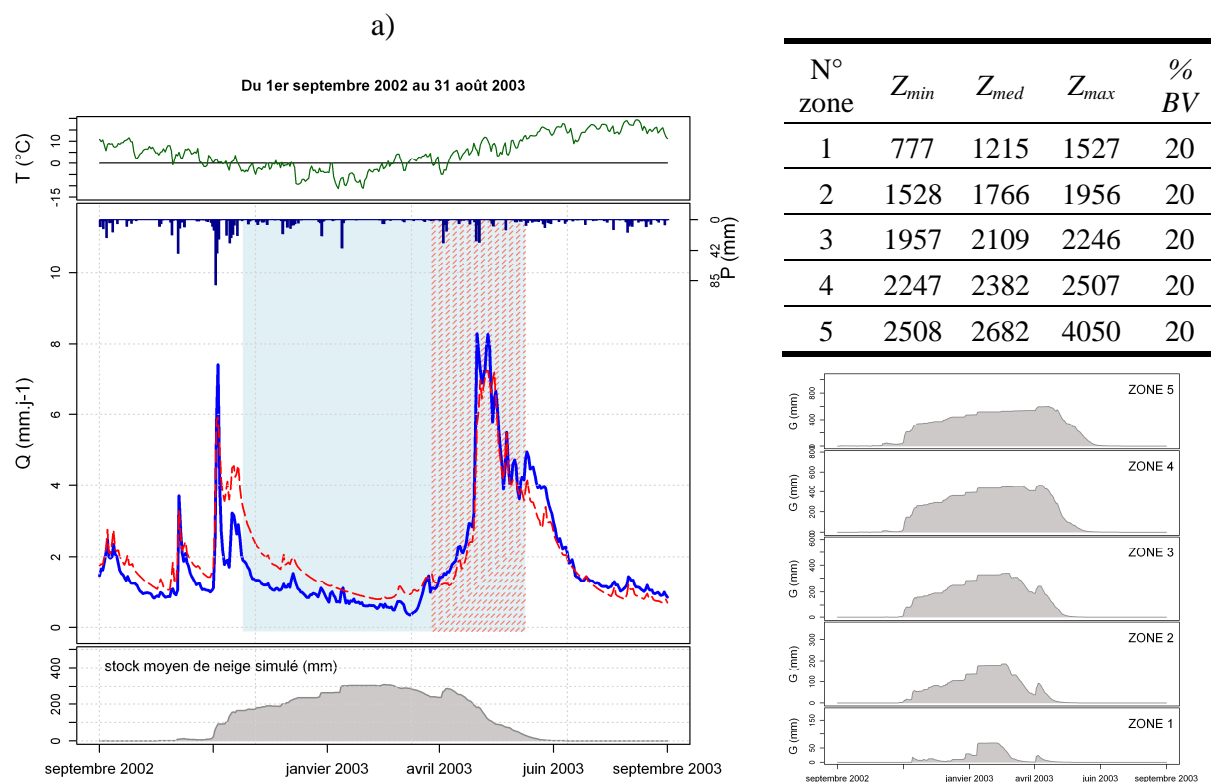 a)
Du 1er septembre 2002 au 31 août 2003
T (°C)
10
0
-15
P (mm)
0
42
85
Q (mm.j-1)
10
8
6
4
2
0
stock moyen de neige simulé (mm)
400
200
0
septembre 2002 janvier 2003 avril 2003 juin 2003 septembre 2003
N° zone Zmin Zmed Zmax % BV
1 777 1215 1527 20
2 1528 1766 1956 20
3 1957 2109 2246 20
4 2247 2382 2507 20
5 2508 2682 4050 20
ZONE 5
G (mm)
800
400
ZONE 4
G (mm)
800
600
400
200
0
ZONE 3
G (mm)
400
200
0
ZONE 2
G (mm)
300
200
100
0
ZONE 1
G (mm)
150
50
0
septembre 2002 janvier 2003 avril 2003 juin 2003 septembre 2003